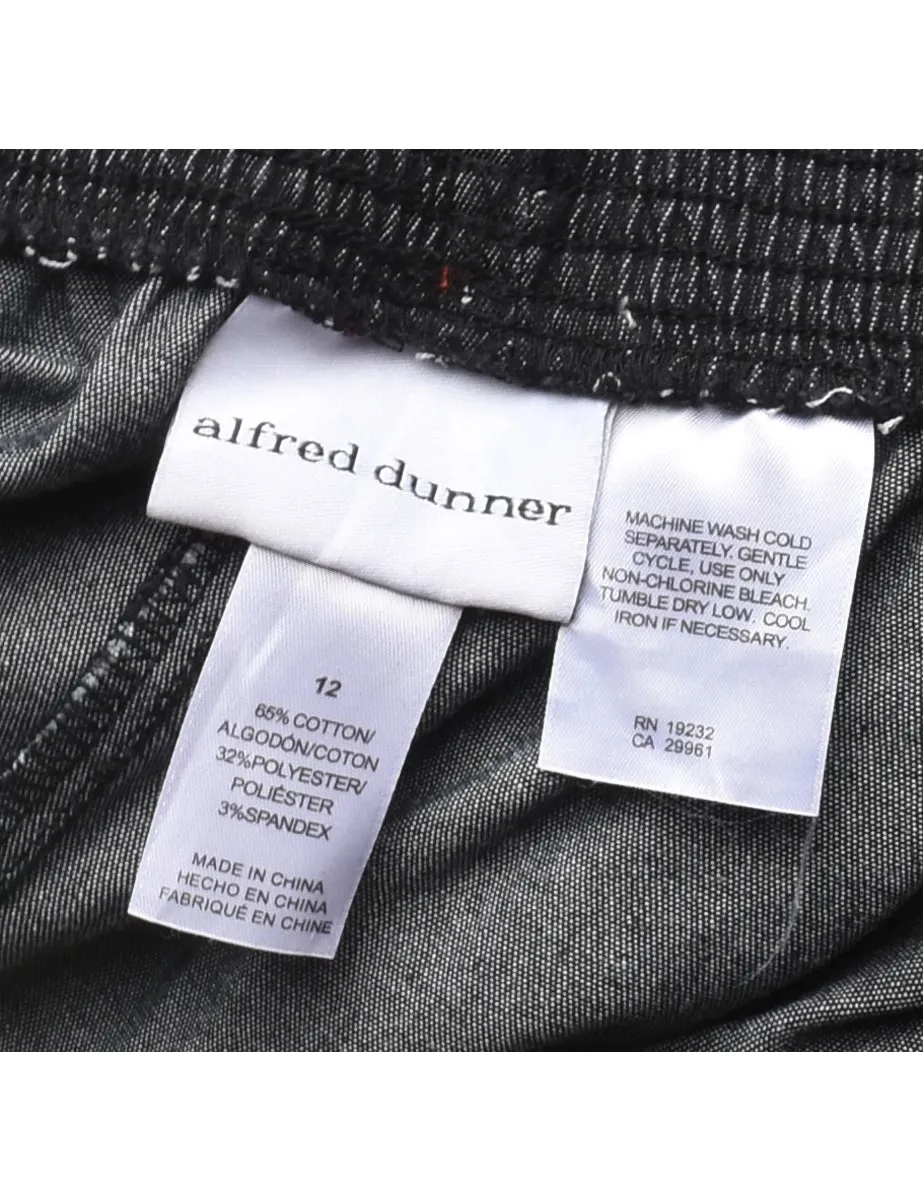 alfred dunner
12
65% COTTON/
ALGODÓN/COTON
32%POLYESTER/
POLIÉSTER
3%SPANDEX
MADE IN CHINA
HECHO EN CHINA
FABRIQUÉ EN CHINE
MACHINE WASH COLD
SEPARATELY. GENTLE
CYCLE, USE ONLY
NON-CHLORINE BLEACH.
TUMBLE DRY LOW. COOL
IRON IF NECESSARY.
RN 19232
CA 29961